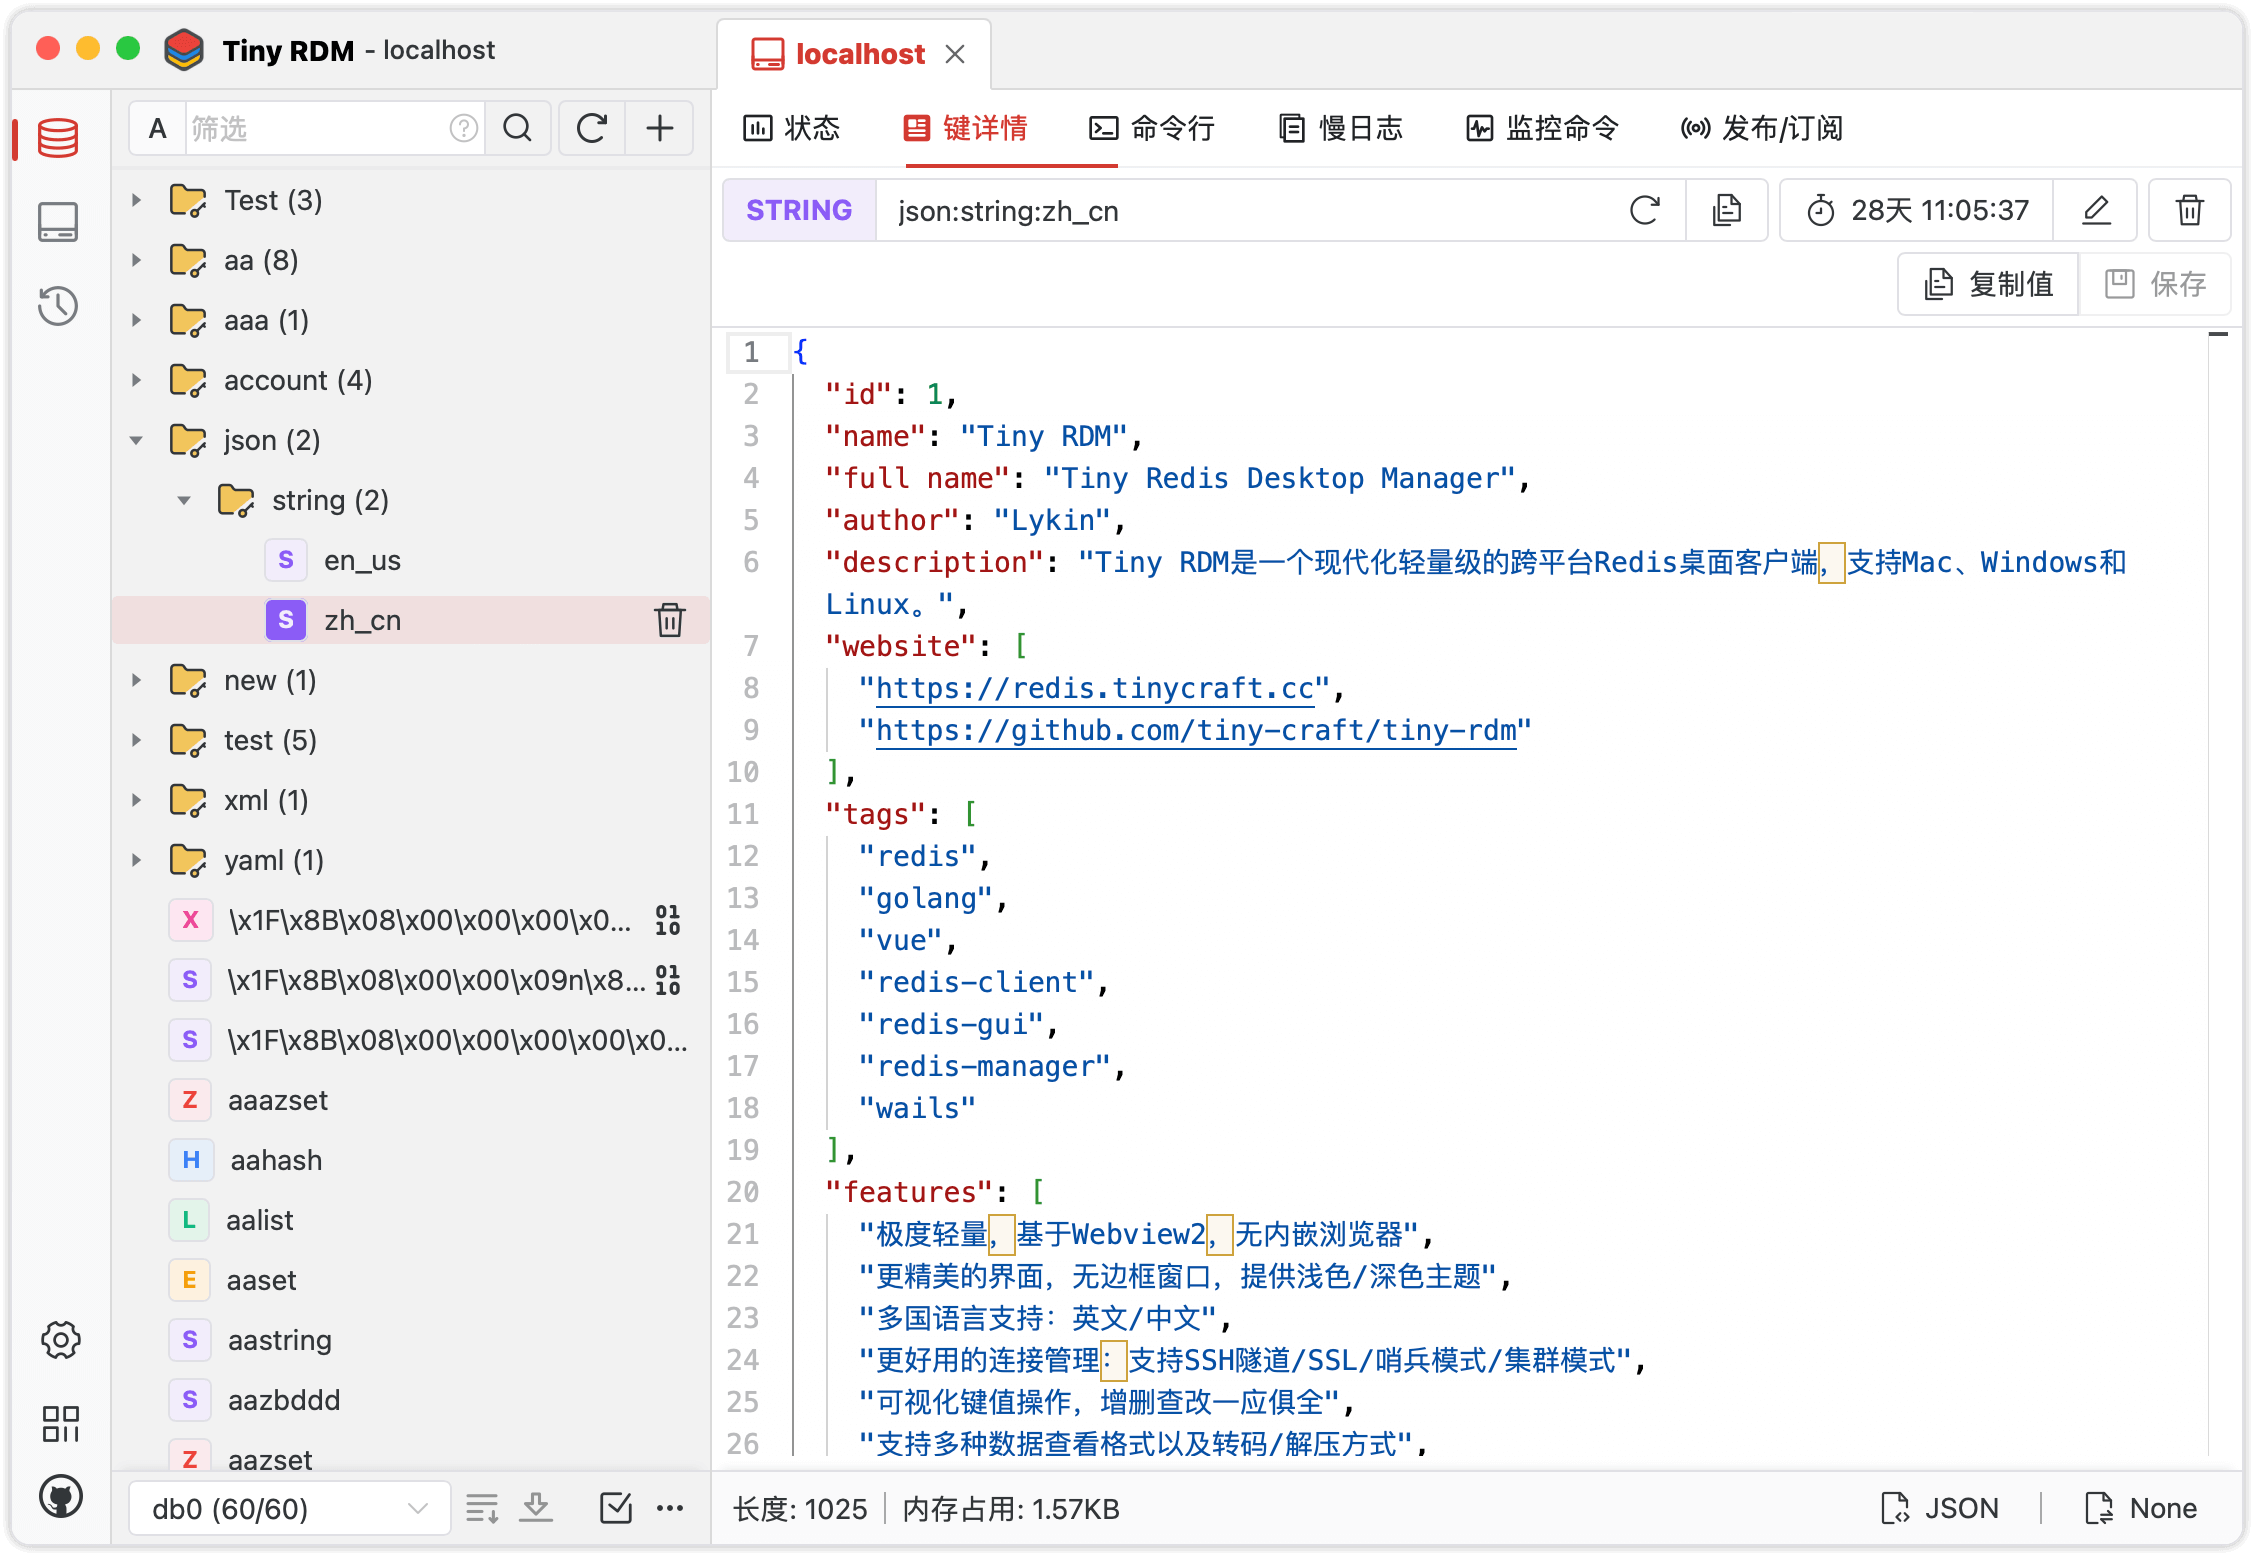 Tiny RDM - localhost
localhost
A 筛选
状态 键详情 命令行 慢日志 监控命令 发布/订阅
STRING json:string:zh_cn 28天 11:05:37
复制值 保存
Test (3)
aa (8)
aaa (1)
account (4)
json (2)
string (2)
S en_us
S zh_cn
new (1)
test (5)
xml (1)
yaml (1)
X \x1F\x8B\x08\x00\x00\x00\x0...
S \x1F\x8B\x08\x00\x00\x09n\x8...
S \x1F\x8B\x08\x00\x00\x00\x00\x0...
Z aaazset
H aahash
L aalist
E aaset
S aastring
S aazbddd
Z aazset
db0 (60/60)
1 {
2 "id": 1,
3 "name": "Tiny RDM",
4 "full name": "Tiny Redis Desktop Manager",
5 "author": "Lykin",
6 "description": "Tiny RDM是一个现代化轻量级的跨平台Redis桌面客户端，支持Mac、Windows和
Linux。",
7 "website": [
8 "https://redis.tinycraft.cc",
9 "https://github.com/tiny-craft/tiny-rdm"
10 ],
11 "tags": [
12 "redis",
13 "golang",
14 "vue",
15 "redis-client",
16 "redis-gui",
17 "redis-manager",
18 "wails"
19 ],
20 "features": [
21 "极度轻量，基于Webview2，无内嵌浏览器",
22 "更精美的界面，无边框窗口，提供浅色/深色主题",
23 "多国语言支持：英文/中文",
24 "更好用的连接管理：支持SSH隧道/SSL/哨兵模式/集群模式",
25 "可视化键值操作，增删查改一应俱全",
26 "支持多种数据查看格式以及转码/解压方式",
长度: 1025 内存占用: 1.57KB
JSON None